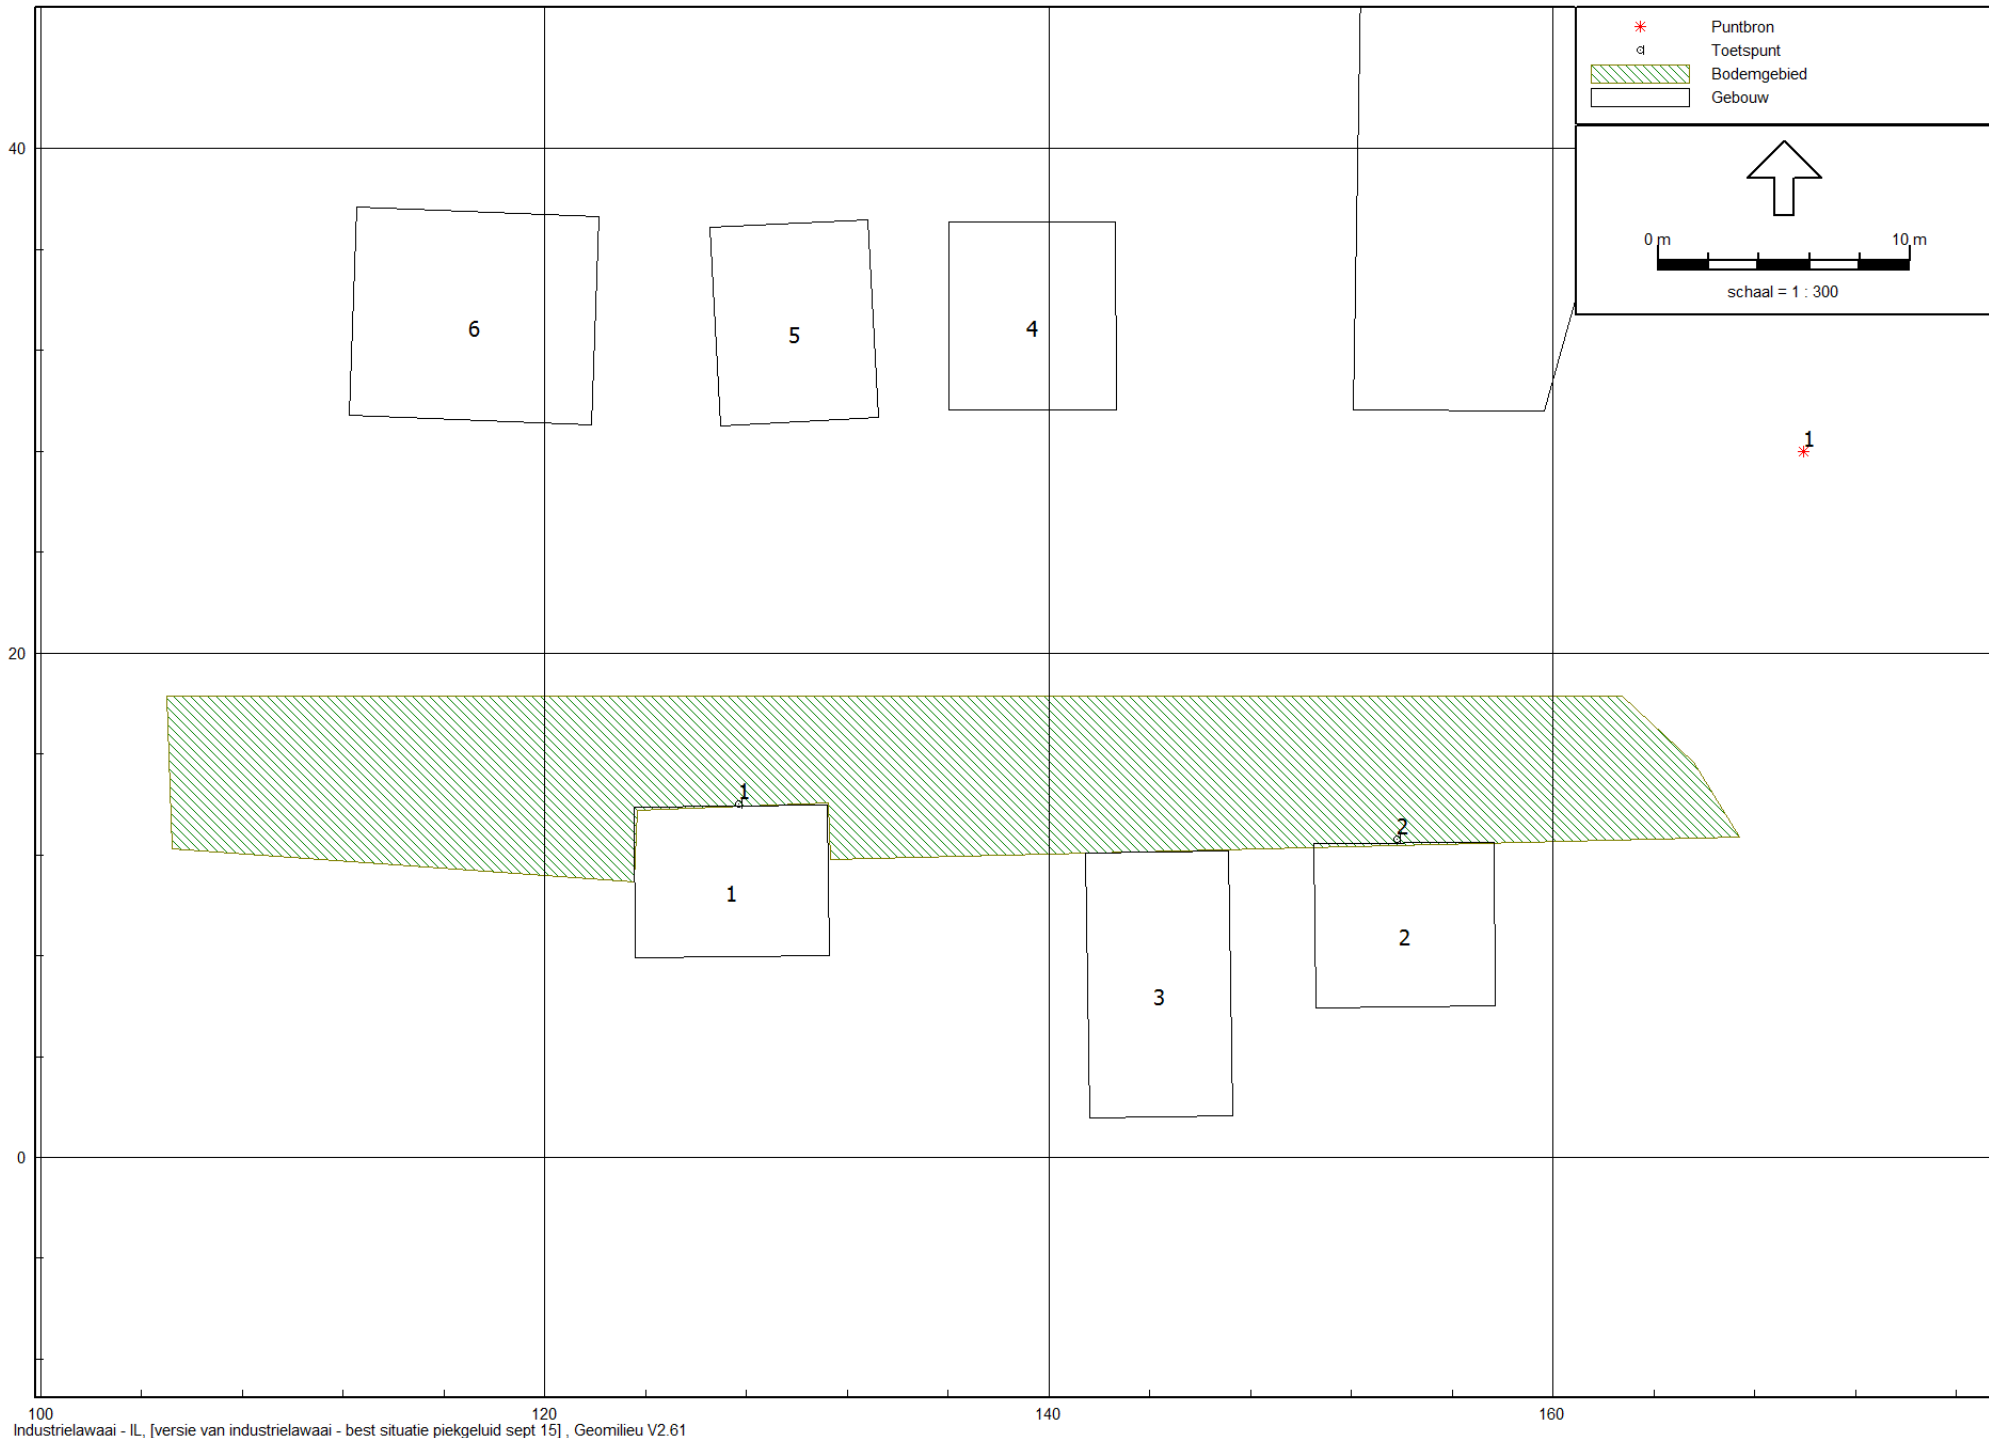 Puntbron
Toetspunt
Bodemgebied
Gebouw
40
0 m 10 m
schaal = 1 : 300
6 5 4
1
20
1
2
1
2
3
0
100 120 140 160
Industrielawaai - IL, [versie van industrielawaai - best situatie piekgeluid sept 15] , Geomilieu V2.61